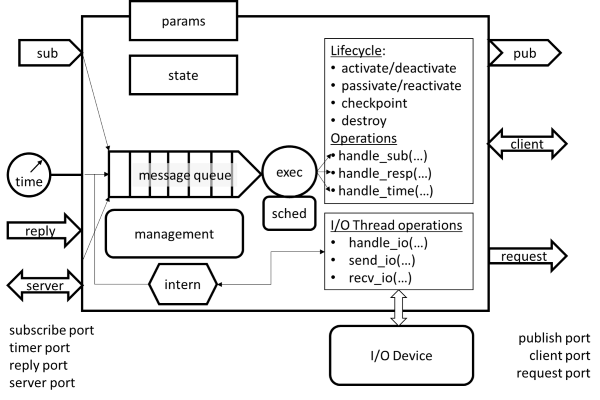 params
sub
state
Lifecycle:
• activate/deactivate
• passivate/reactivate
• checkpoint
• destroy
Operations
• handle_sub(...)
• handle_resp(...)
• handle_time(...)
pub
client
time
message queue
exec
sched
reply
management
I/O Thread operations
• handle_io(...)
• send_io(...)
• recv_io(...)
request
server
intern
subscribe port
timer port
reply port
server port
I/O Device
publish port
client port
request port